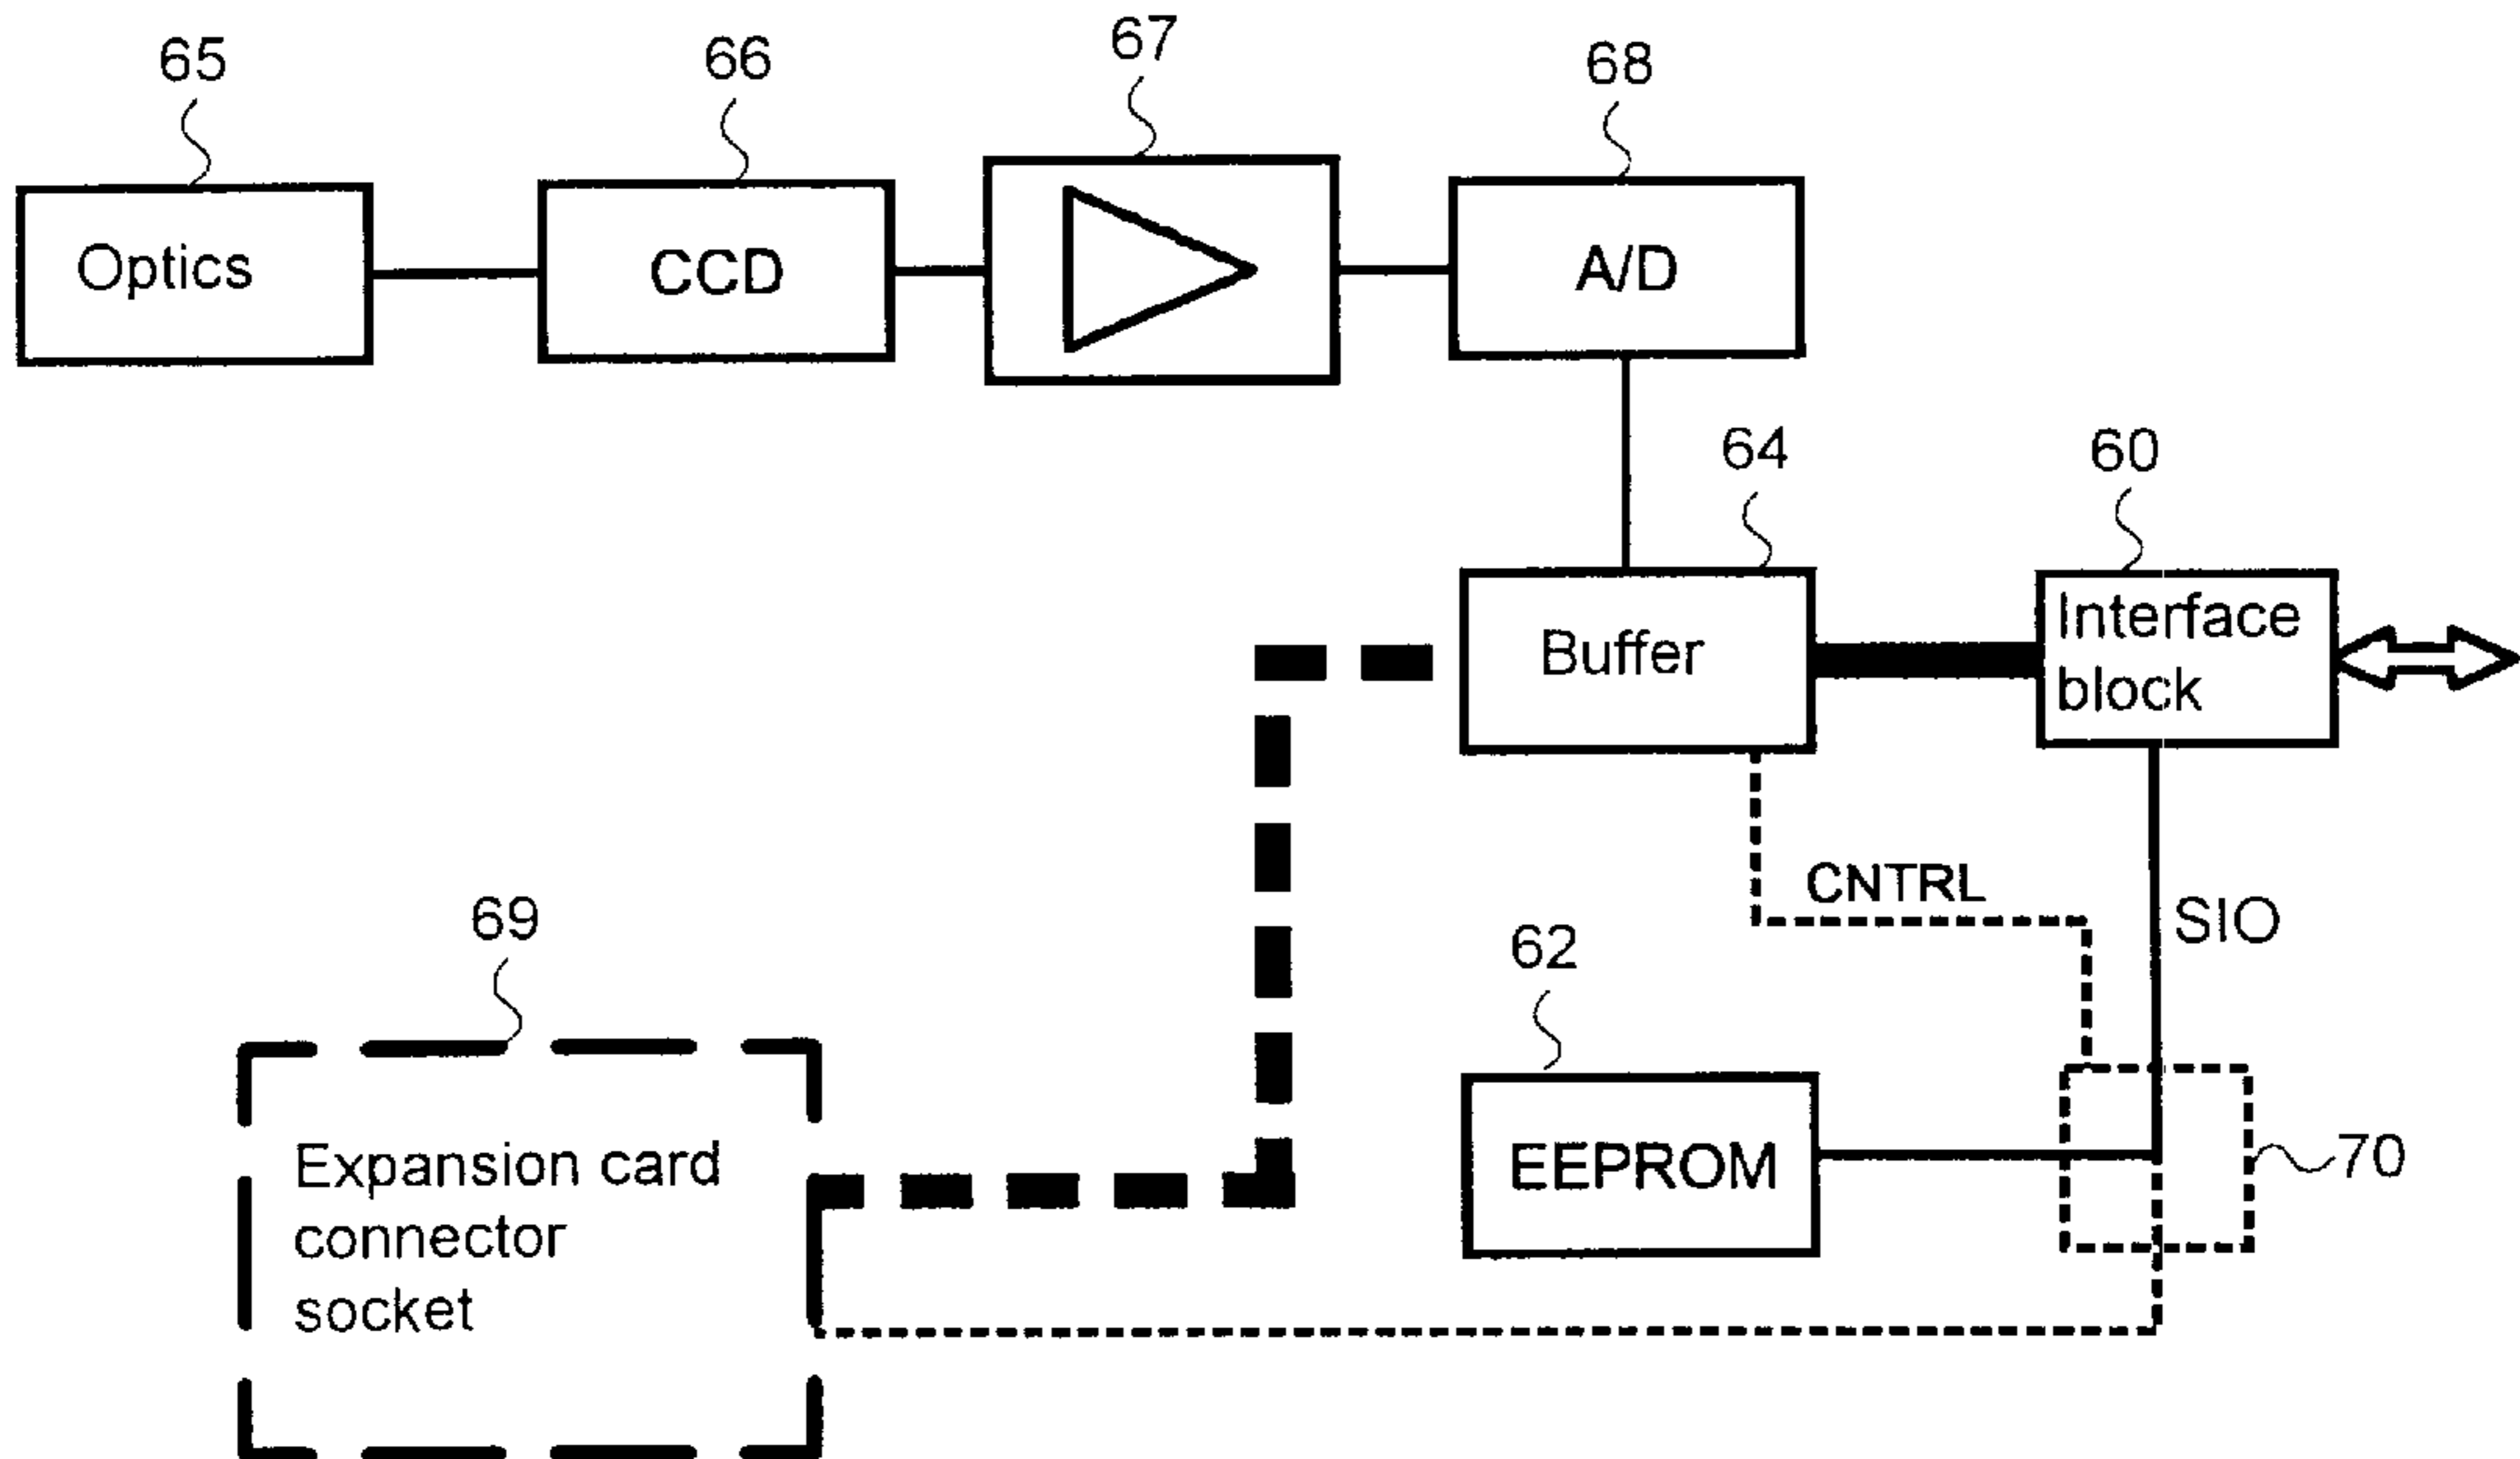 65
66
67
68
Optics
CCD
A/D
64
60
Buffer
Interface
block
CNTRL
SIO
69
62
Expansion card
connector
socket
EEPROM
70